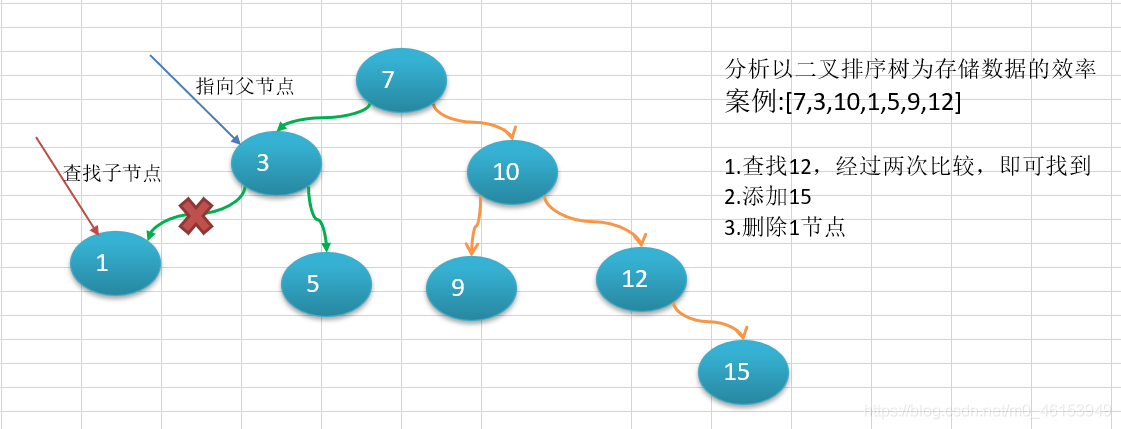 指向父节点
7
查找子节点
3
10
1
5
9
12
15
分析以二叉排序树为存储数据的效率
案例:[7,3,10,1,5,9,12]
1.查找12，经过两次比较，即可找到
2.添加15
3.删除1节点
https://blog.csdn.net/m0_46153949